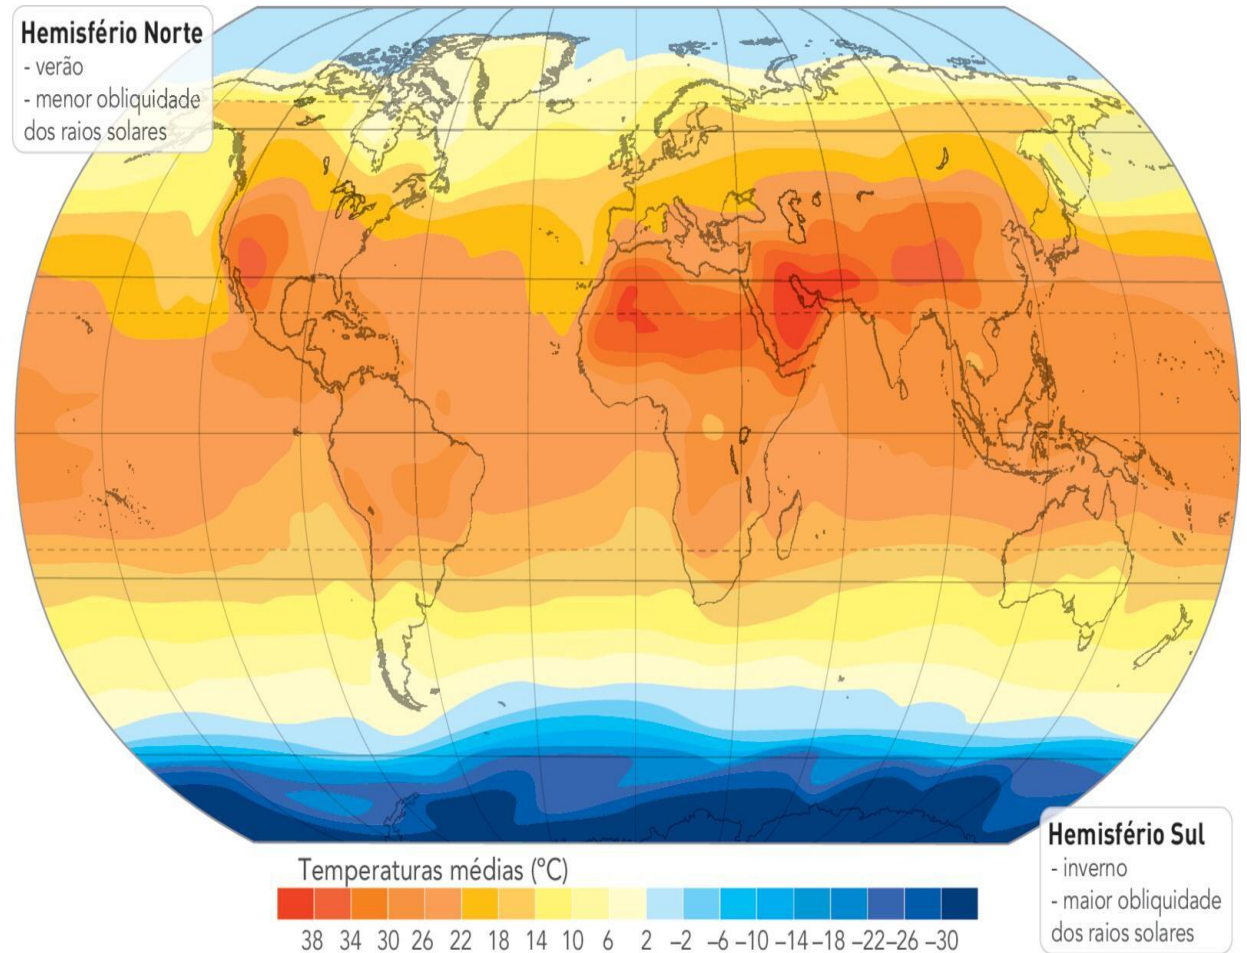 Hemisfério Norte
- verão
- menor obliquidade
dos raios solares
Hemisfério Sul
- inverno
- maior obliquidade
dos raios solares
Temperaturas médias (ºC)
38 34 30 26 22 18 14 10 6 2 –2 –6 –10 –14 –18 –22 –26 –30